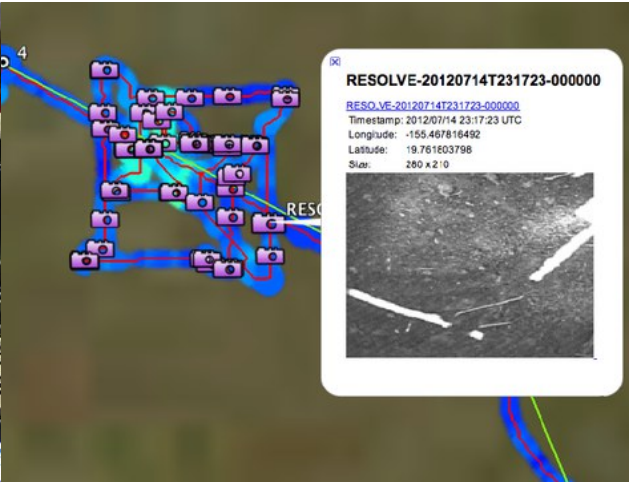 4
RESO
RESOLVE-20120714T231723-000000
RESOLVE-20120714T231723-000000
Timestamp: 2012/07/14 23:17:23 UTC
Longitude: -155.467816492
Latitude: 19.761803798
Size: 280 x 210